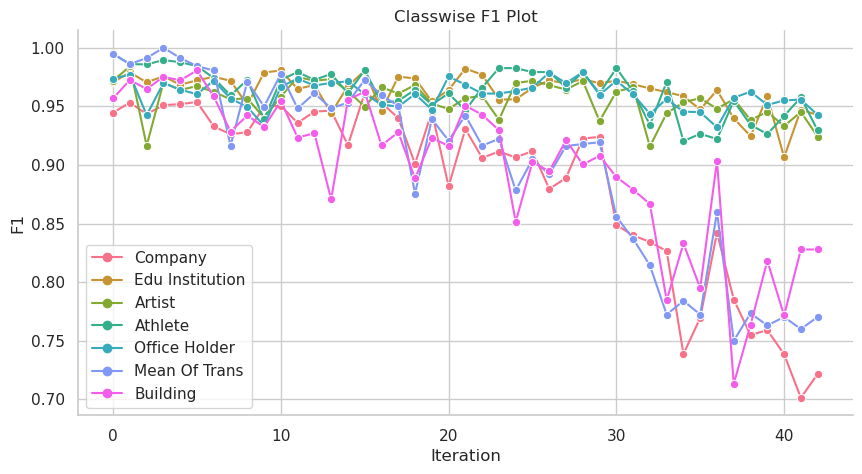 Classwise F1 Plot
1.00
0.95
0.90
0.85
0.80
0.75
0.70
F1
Company
Edu Institution
Artist
Athlete
Office Holder
Mean Of Trans
Building
0 10 20 30 40
Iteration